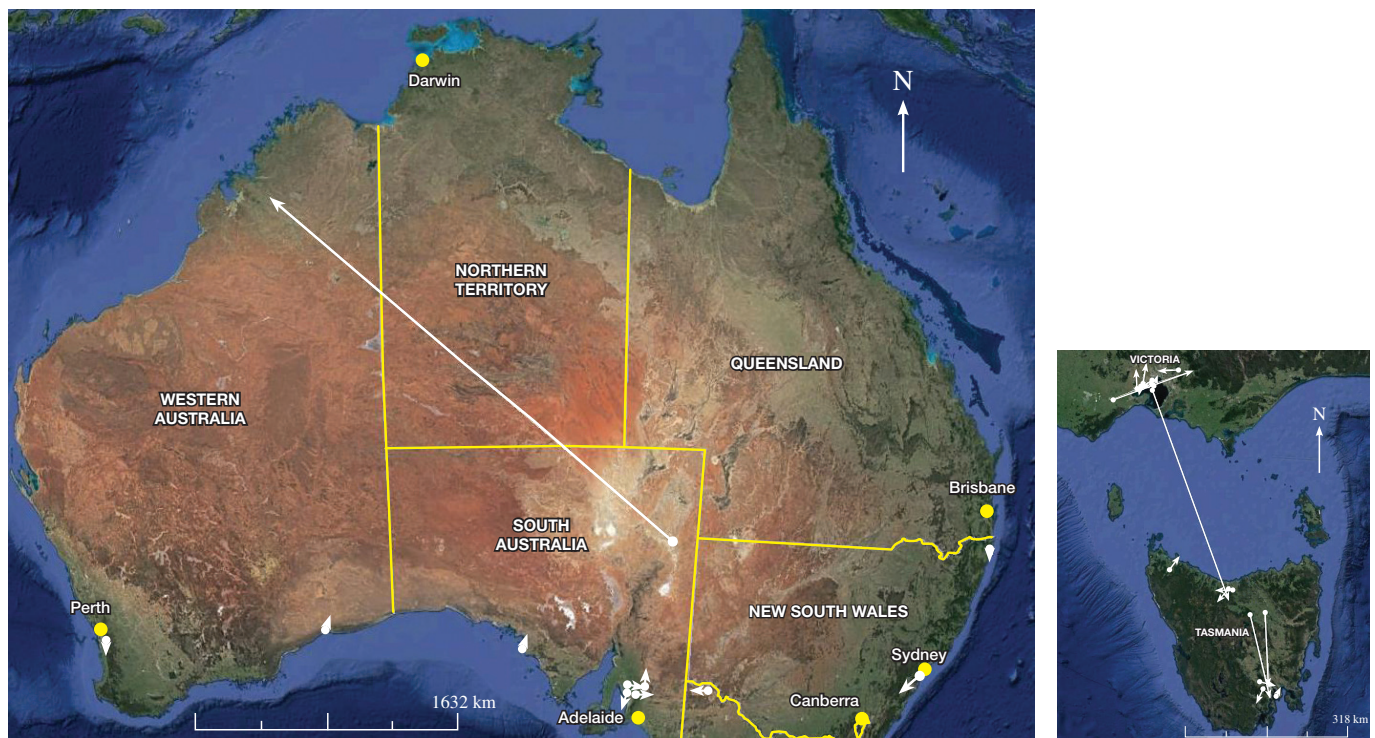 Darwin
N
NORTHERN
TERRITORY
QUEENSLAND
WESTERN
AUSTRALIA
Brisbane
SOUTH
AUSTRALIA
Perth
NEW SOUTH WALES
Sydney
Canberra
1632 km
Adelaide
VICTORIA
N
TASMANIA
318 km